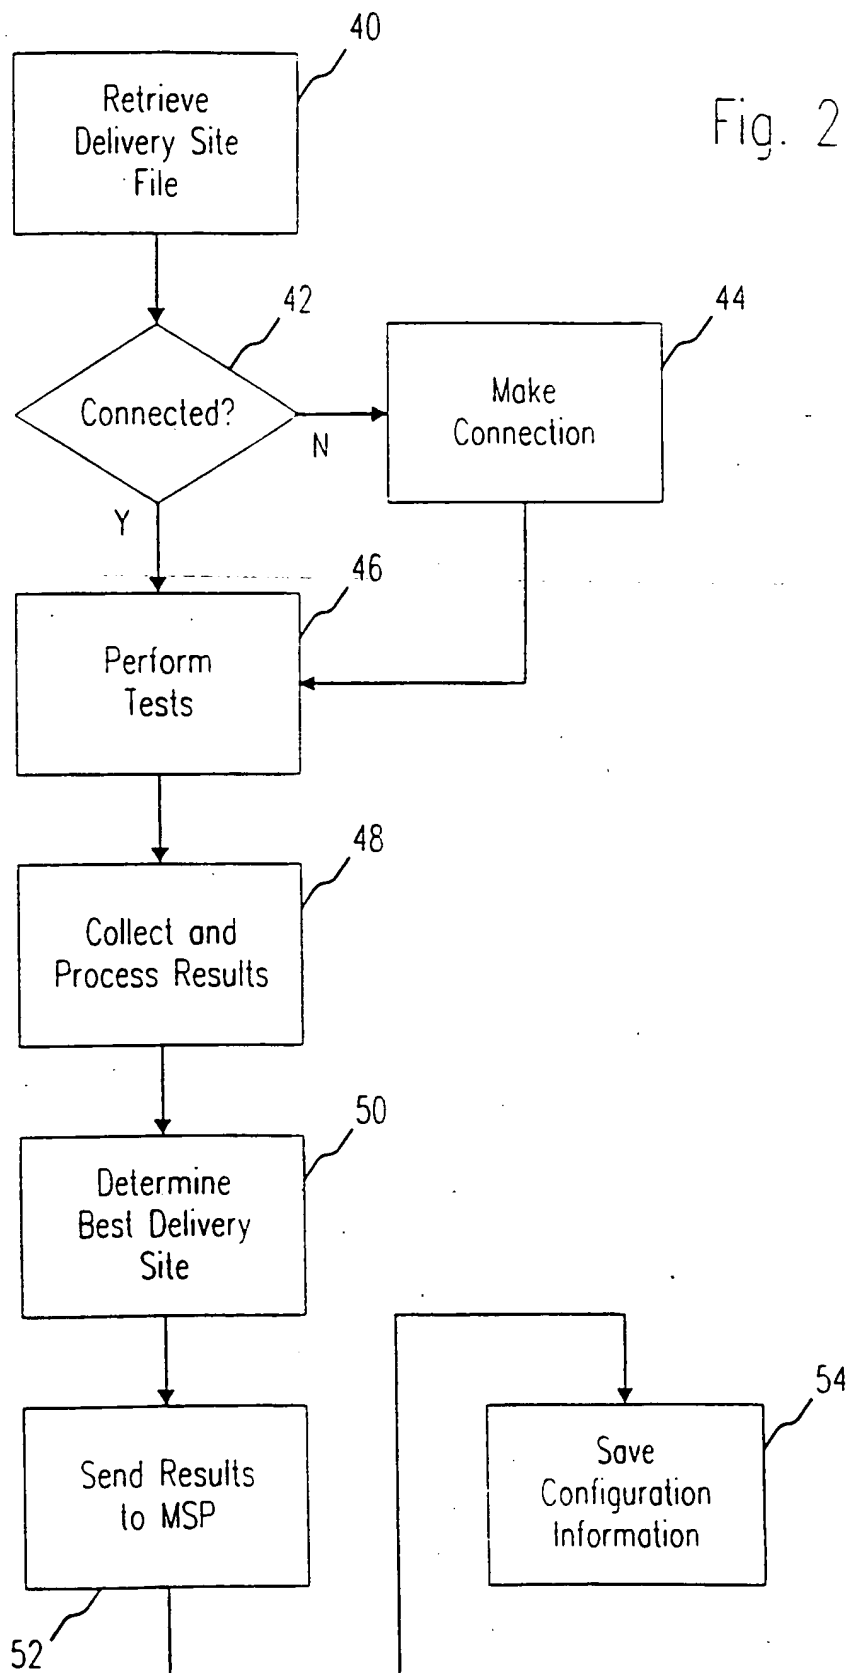 40
Retrieve
Delivery Site
File
Fig. 2
42
Connected?
N
Y
44
Make
Connection
46
Perform
Tests
48
Collect and
Process Results
50
Determine
Best Delivery
Site
Send Results
to MSP
52
54
Save
Configuration
Information